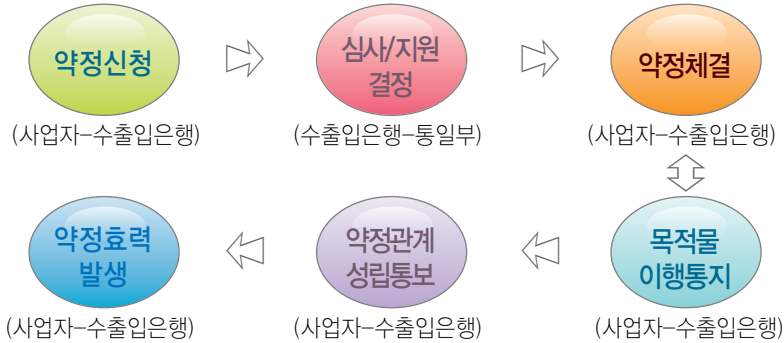 약정신청
(사업자-수출입은행)
심사/지원
결정
(수출입은행-통일부)
약정체결
(사업자-수출입은행)
목적물
이행통지
(사업자-수출입은행)
약정관계
성립통보
(사업자-수출입은행)
약정효력
발생
(사업자-수출입은행)